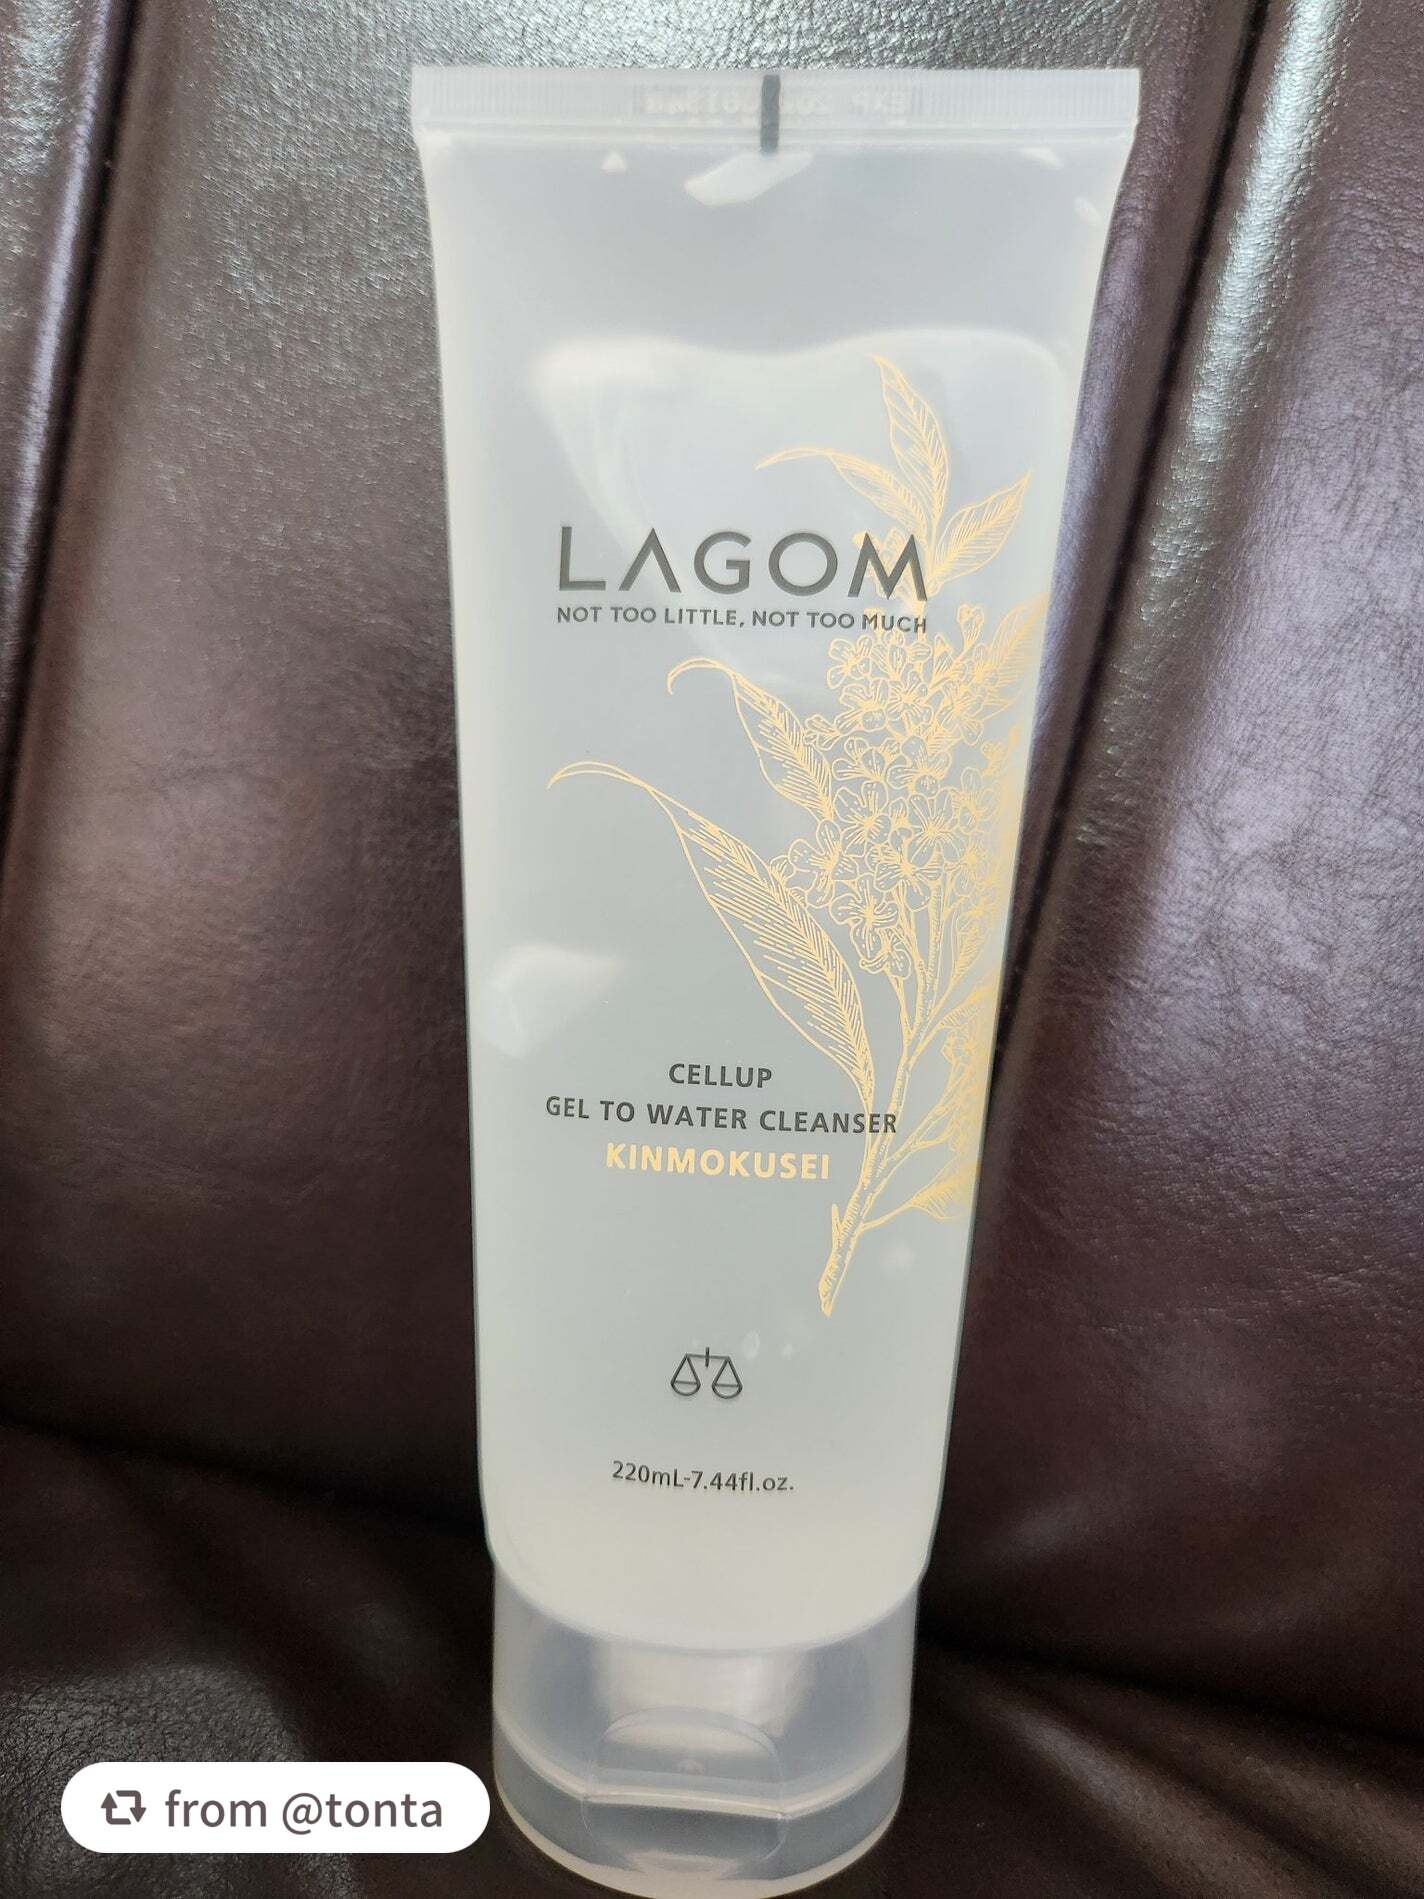 LAGOM
NOT TOO LITTLE, NOT TOO MUCH
CELLUP
GEL TO WATER CLEANSER
KINMOKUSEI
220mL-7.44fl.oz.
from @tonta